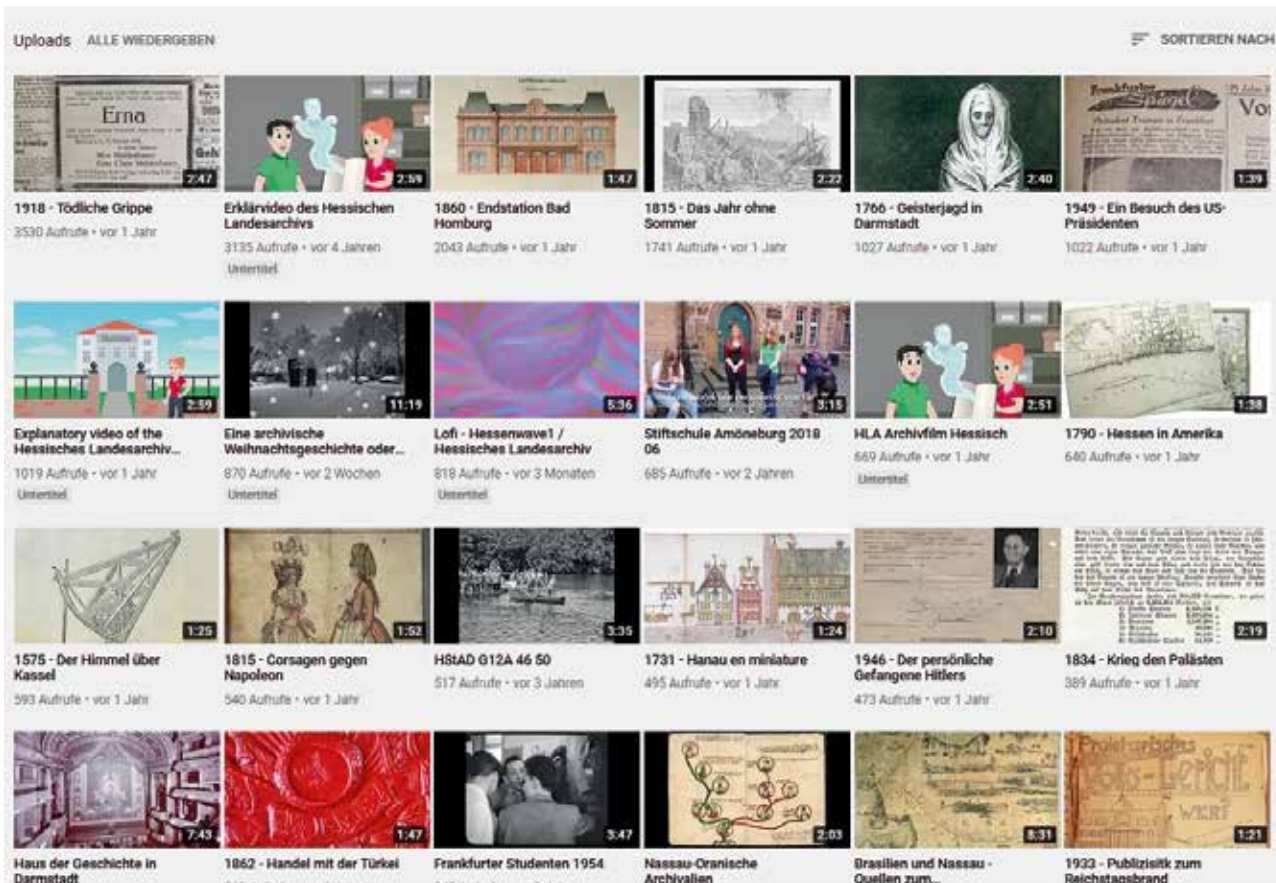 Uploads ALLE WIEDERGEBEN SORTIEREN NACH
Erna
Frankfurter
2:47 2:59 1:47 2:22 2:40 1:39
1918 - Tödliche Grippe
3530 Aufrufe • vor 1 Jahr
Erklärvideo des Hessischen
Landesarchivs
3135 Aufrufe • vor 4 Jahren
Untertitel
1860 - Endstation Bad
Homburg
2043 Aufrufe • vor 1 Jahr
1815 - Das Jahr ohne
Sommer
1741 Aufrufe • vor 1 Jahr
1766 - Geisterjagd in
Darmstadt
1027 Aufrufe • vor 1 Jahr
1949 - Ein Besuch des US-
Präsidenten
1022 Aufrufe • vor 1 Jahr
2:59 11:19 5:36 3:15 2:51 1:38
Explanatory video of the
Hessisches Landesarchiv...
1019 Aufrufe • vor 1 Jahr
Untertitel
Eine archivische
Weihnachtsgeschichte oder...
870 Aufrufe • vor 2 Wochen
Untertitel
Lofi - Hessenwave1 /
Hessisches Landesarchiv
818 Aufrufe • vor 3 Monaten
Untertitel
Stiftschule Amöneburg 2018
06
685 Aufrufe • vor 2 Jahren
HLA Archivfilm Hessisch
669 Aufrufe • vor 1 Jahr
Untertitel
1790 - Hessen in Amerika
640 Aufrufe • vor 1 Jahr
1:25 1:52 3:35 1:24 2:10 2:19
1575 - Der Himmel über
Kassel
593 Aufrufe • vor 1 Jahr
1815 - Corsagen gegen
Napoleon
540 Aufrufe • vor 1 Jahr
HStAD G12A 46 50
517 Aufrufe • vor 3 Jahren
1731 - Hanau en miniature
495 Aufrufe • vor 1 Jahr
1946 - Der persönliche
Gefangene Hitlers
473 Aufrufe • vor 1 Jahr
1834 - Krieg den Palästen
389 Aufrufe • vor 1 Jahr
7:43 1:47 3:47 2:03 8:31 1:21
Haus der Geschichte in
Darmstadt
1862 - Handel mit der Türkei
Frankfurter Studenten 1954
Nassau-Oranische
Archivalien
Brasilien und Nassau -
Quellen zum...
1933 - Publizisitk zum
Reichstagsbrand